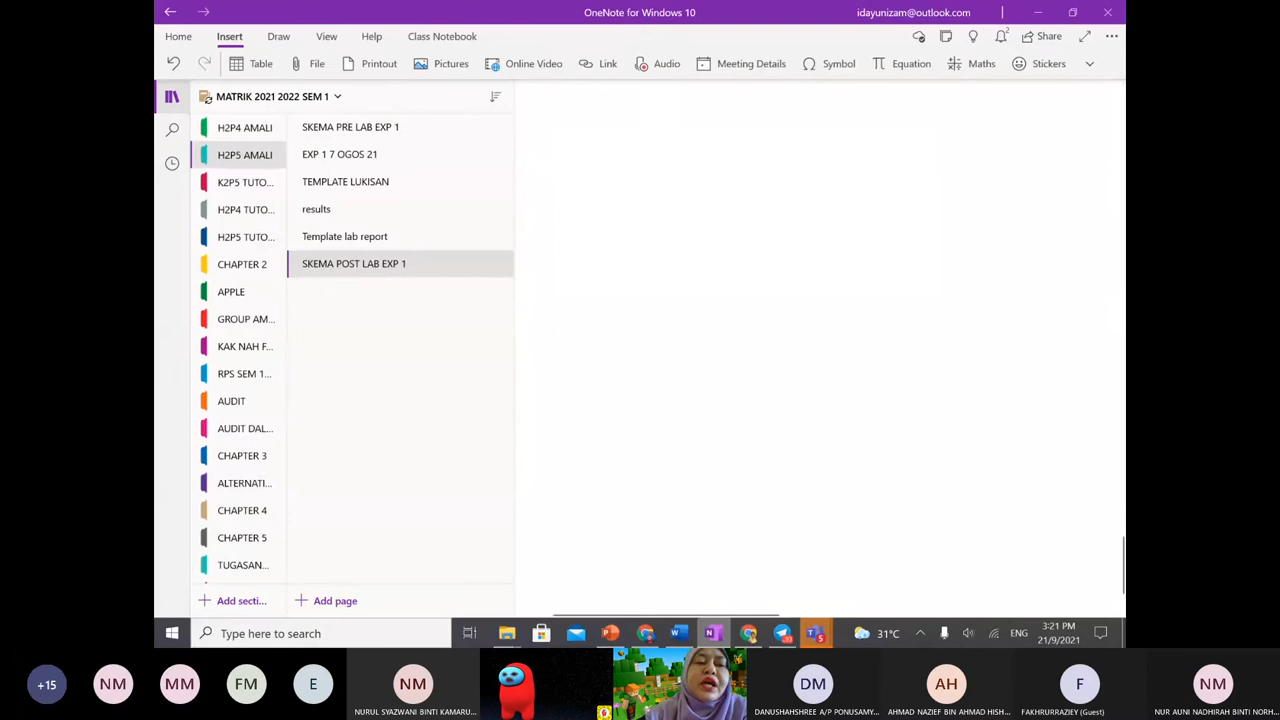 OneNote for Windows 10
idayunizam@outlook.com
Home
Insert
Draw
View
Help
Class Notebook
Share
Table
File
Printout
Pictures
Online Video
Link
Audio
Meeting Details
Symbol
Equation
Maths
Stickers
MATRIK 2021 2022 SEM 1
H2P4 AMALI
H2P5 AMALI
K2P5 TUTO...
H2P4 TUTO...
H2P5 TUTO...
CHAPTER 2
APPLE
GROUP AM...
KAK NAH F...
RPS SEM 1...
AUDIT
AUDIT DAL...
CHAPTER 3
ALTERNATI...
CHAPTER 4
CHAPTER 5
TUGASAN...
Add secti...
SKEMA PRE LAB EXP 1
EXP 1 7 OGOS 21
TEMPLATE LUKISAN
results
Template lab report
SKEMA POST LAB EXP 1
Add page
Type here to search
31°C
ENG
3:21 PM
21/9/2021
+15
NM
MM
FM
E
NM
NURUL SYAZWANI BINTI KAMARU...
DM
DANUSHAHSHREE A/P PONUSAMY...
AH
AHMAD NAZIEF BIN AHMAD HISH...
F
FAKHRURRAZIEY (Guest)
NM
NUR AUNI NADHIRAH BINTI NORH...